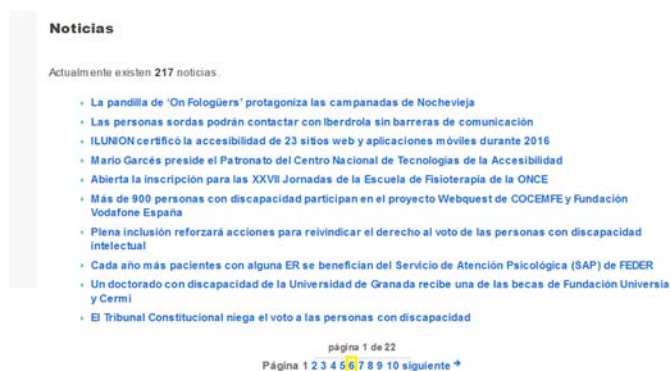 Noticias
Actualmente existen 217 noticias.
La pandilla de ‘On Fologüers’ protagoniza las campanadas de Nochevieja
Las personas sordas podrán contactar con Iberdrola sin barreras de comunicación
ILUNION certificó la accesibilidad de 23 sitios web y aplicaciones móviles durante 2016
Mario Garcés preside el Patronato del Centro Nacional de Tecnologías de la Accesibilidad
Abierta la inscripción para las XXVII Jornadas de la Escuela de Fisioterapia de la ONCE
Más de 900 personas con discapacidad participan en el proyecto Webquest de COCEMFE y Fundación
Vodafone España
Plena inclusión reforzará acciones para reivindicar el derecho al voto de las personas con discapacidad
intelectual
Cada año más pacientes con alguna ER se benefician del Servicio de Atención Psicológica (SAP) de FEDER
Un doctorado con discapacidad de la Universidad de Granada recibe una de las becas de Fundación Universia
y Cermi
El Tribunal Constitucional niega el voto a las personas con discapacidad
página 1 de 22
Página 1 2 3 4 5 6 7 8 9 10 siguiente